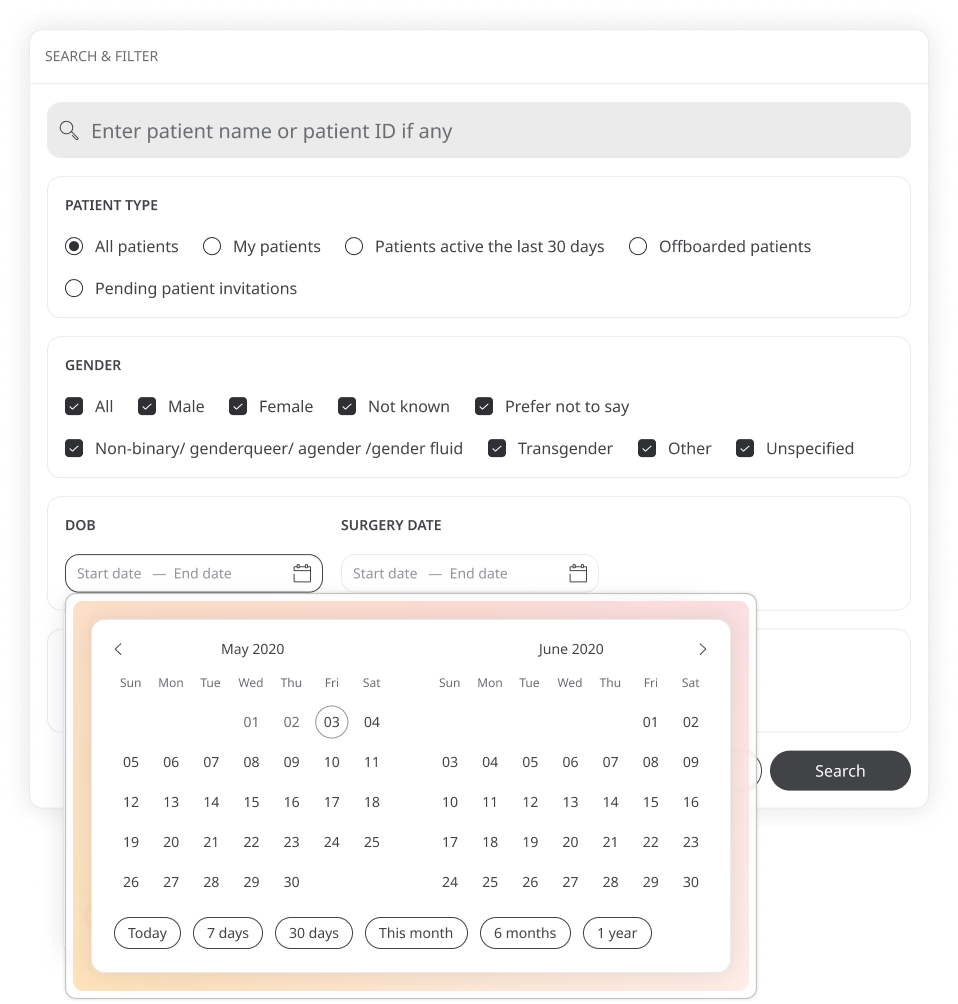 SEARCH & FILTER
Enter patient name or patient ID if any
PATIENT TYPE
All patients My patients Patients active the last 30 days Offboarded patients
Pending patient invitations
GENDER
All Male Female Not known Prefer not to say
Non-binary/ genderqueer/ agender /gender fluid Transgender Other Unspecified
DOB SURGERY DATE
Start date — End date Start date — End date
May 2020 June 2020
Sun Mon Tue Wed Thu Fri Sat Sun Mon Tue Wed Thu Fri Sat
01 02 03 04 01 02
05 06 07 08 09 10 11 03 04 05 06 07 08 09
Search
12 13 14 15 16 17 18 10 11 12 13 14 15 16
19 20 21 22 23 24 25 17 18 19 20 21 22 23
26 27 28 29 30 24 25 26 27 28 29 30
Today 7 days 30 days This month 6 months 1 year